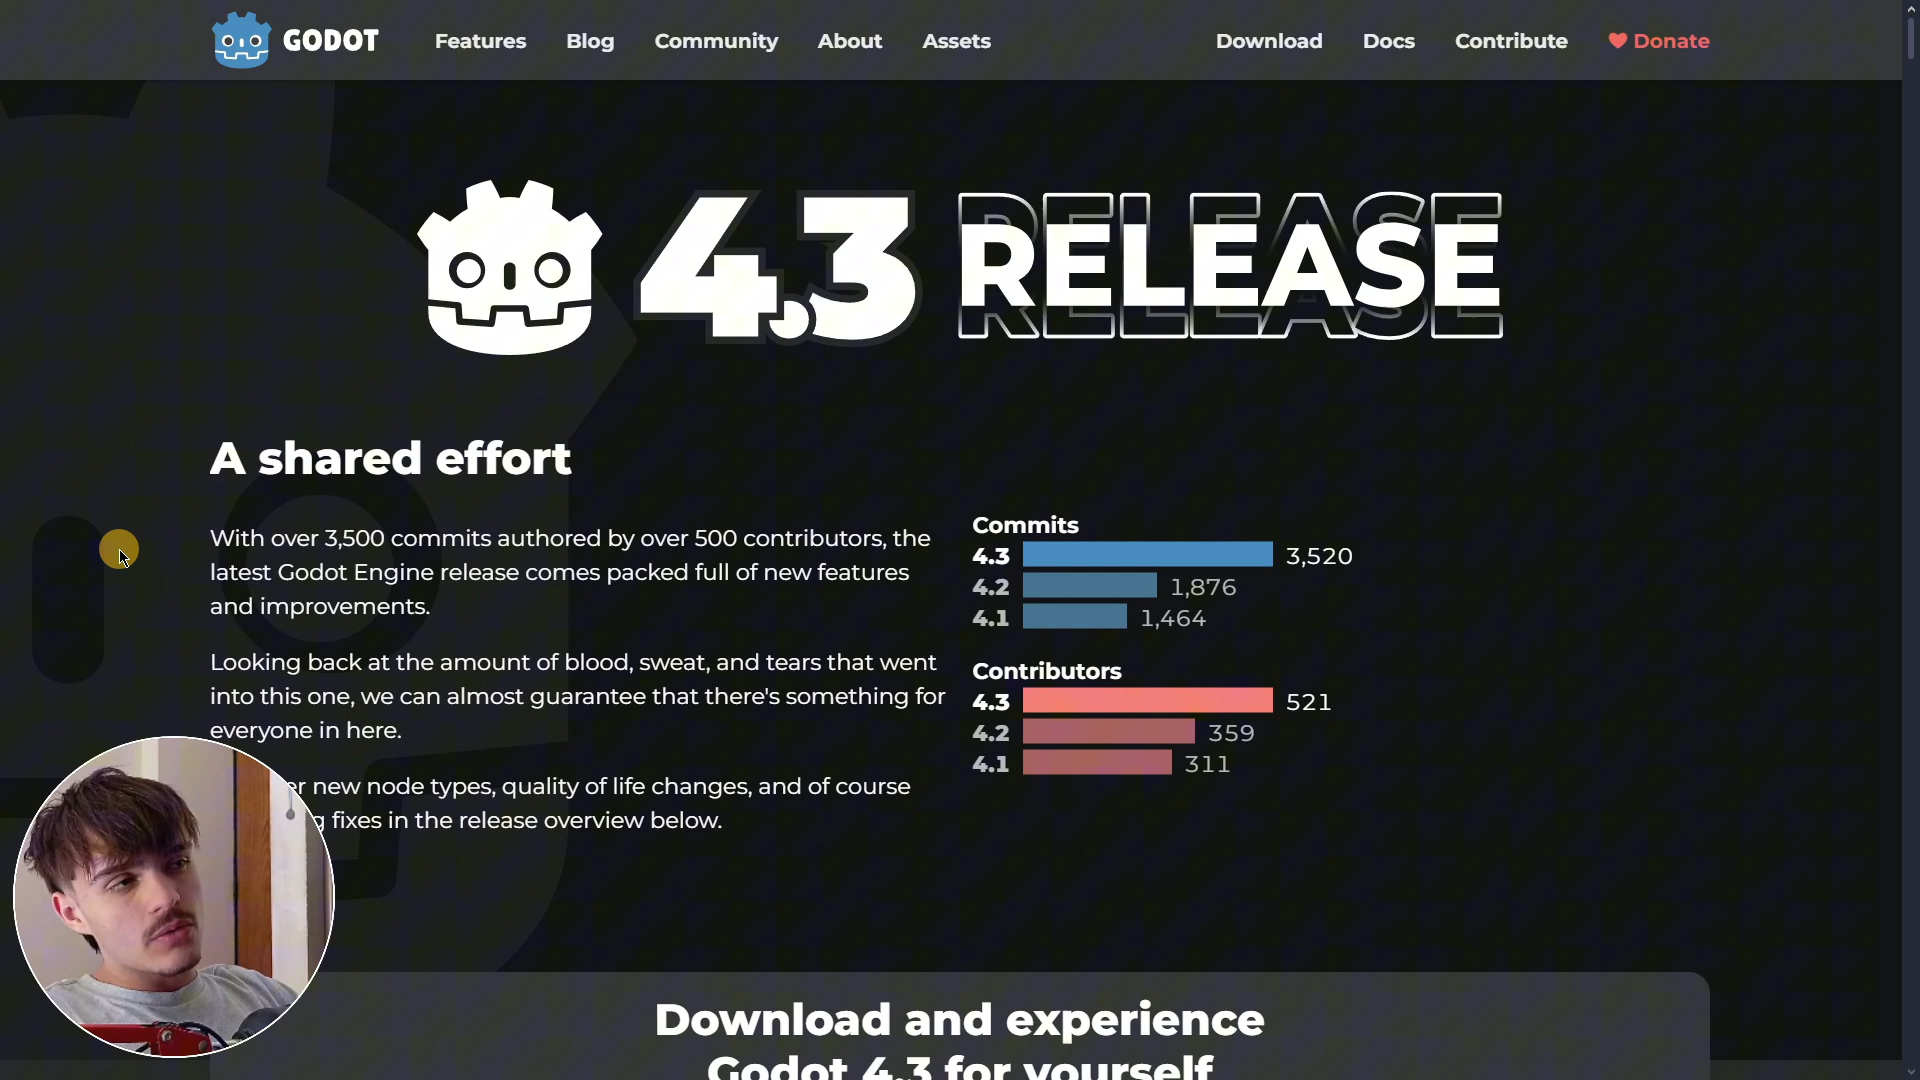 GODOT Features Blog Community About Assets Download Docs Contribute Donate
4.3 RELEASE
A shared effort
With over 3,500 commits authored by over 500 contributors, the
latest Godot Engine release comes packed full of new features
and improvements.
Looking back at the amount of blood, sweat, and tears that went
into this one, we can almost guarantee that there's something for
everyone in here.
new node types, quality of life changes, and of course
fixes in the release overview below.
Commits
4.3 3,520
4.2 1,876
4.1 1,464
Contributors
4.3 521
4.2 359
4.1 311
Download and experience
Godot 4.3 for yourself